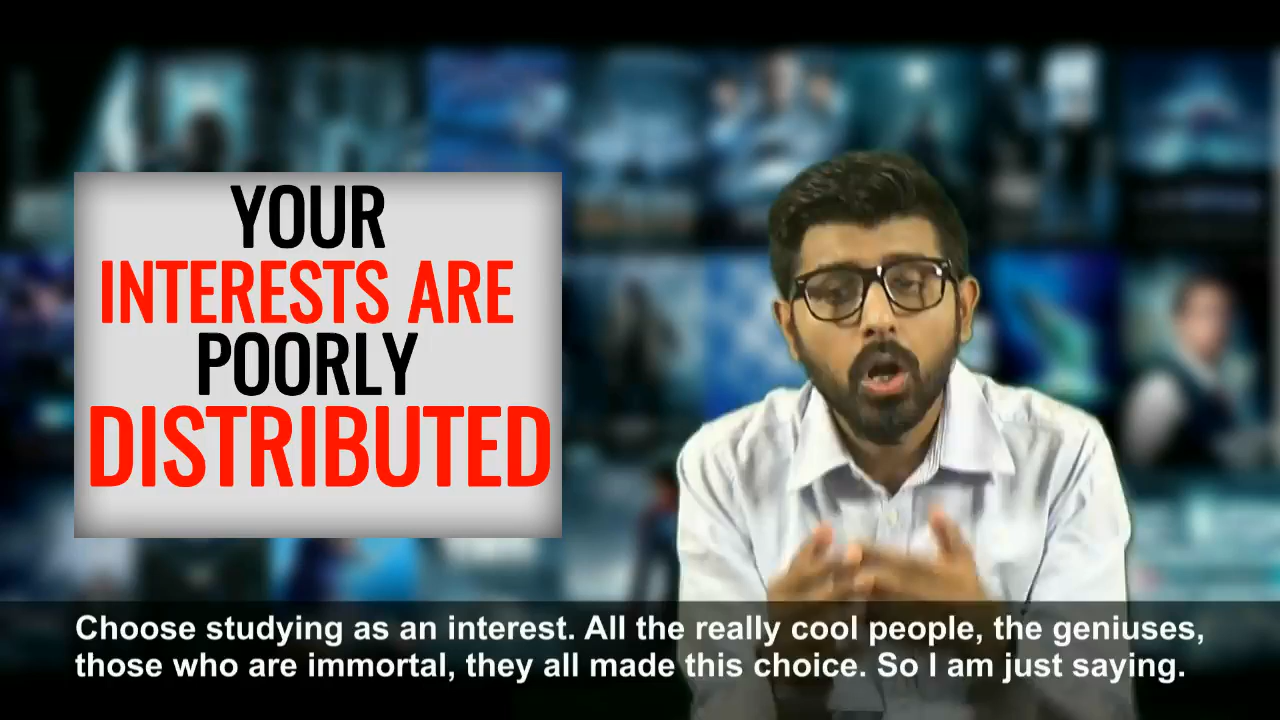 YOUR
INTERESTS ARE
POORLY
DISTRIBUTED
Choose studying as an interest. All the really cool people, the geniuses,
those who are immortal, they all made this choice. So I am just saying.